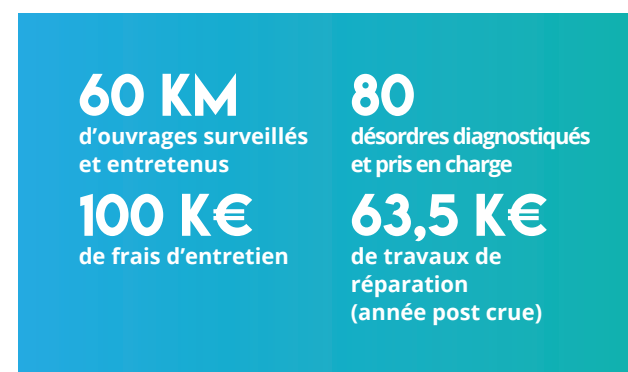 60 KM
d'ouvrages surveillés
et entretenus
80
désordres diagnostiqués
et pris en charge
100 K€
de frais d'entretien
63,5 K€
de travaux de
réparation
(année post crue)